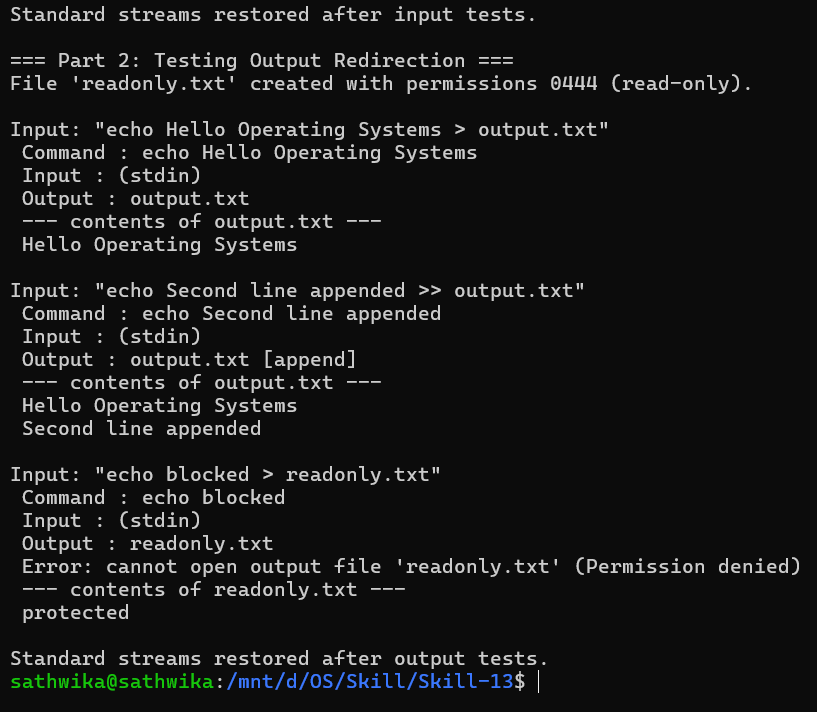 Standard streams restored after input tests.

=== Part 2: Testing Output Redirection ===
File 'readonly.txt' created with permissions 0444 (read-only).

Input: "echo Hello Operating Systems > output.txt"
 Command : echo Hello Operating Systems
 Input : (stdin)
 Output : output.txt
 --- contents of output.txt ---
 Hello Operating Systems

Input: "echo Second line appended >> output.txt"
 Command : echo Second line appended
 Input : (stdin)
 Output : output.txt [append]
 --- contents of output.txt ---
 Hello Operating Systems
 Second line appended

Input: "echo blocked > readonly.txt"
 Command : echo blocked
 Input : (stdin)
 Output : readonly.txt
 Error: cannot open output file 'readonly.txt' (Permission denied)
 --- contents of readonly.txt ---
 protected

Standard streams restored after output tests.
sathwika@sathwika:/mnt/d/OS/Skill/Skill-13$